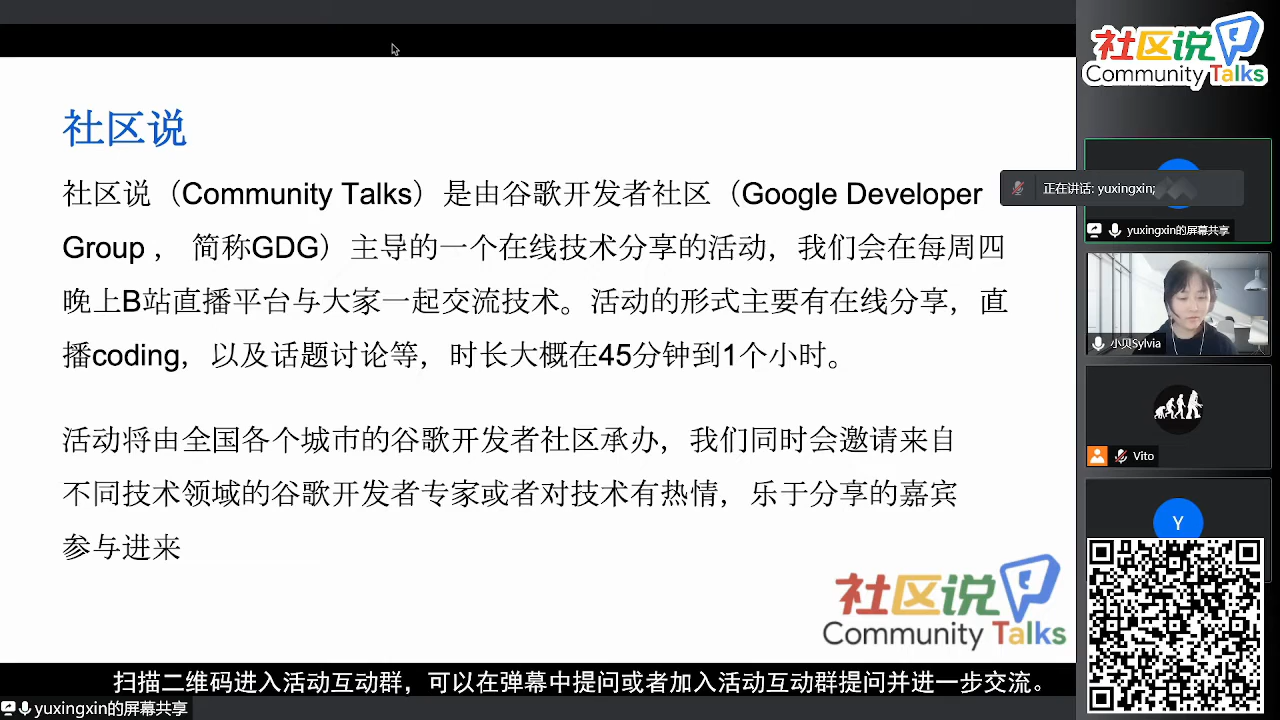 社区说
社区说（Community Talks）是由谷歌开发者社区（Google Developer
Group ， 简称GDG）主导的一个在线技术分享的活动，我们会在每周四
晚上B站直播平台与大家一起交流技术。活动的形式主要有在线分享，直
播coding，以及话题讨论等，时长大概在45分钟到1个小时。
活动将由全国各个城市的谷歌开发者社区承办，我们同时会邀请来自
不同技术领域的谷歌开发者专家或者对技术有热情，乐于分享的嘉宾
参与进来
社区说
Community Talks
扫描二维码进入活动互动群，可以在弹幕中提问或者加入活动互动群提问并进一步交流。
yuxingxin的屏幕共享
社区说
Community Talks
正在讲话: yuxingxin;
yuxingxin的屏幕共享
小贝Sylvia
Vito
Y